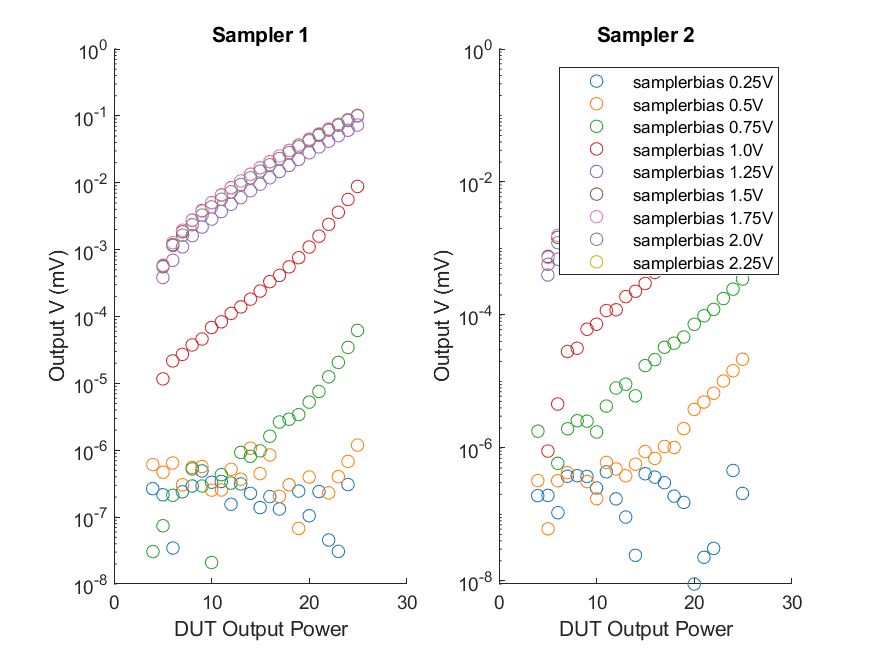 Sampler 1
Output V (mV)
10^0
10^-1
10^-2
10^-3
10^-4
10^-5
10^-6
10^-7
10^-8
0
10
20
30
DUT Output Power
Sampler 2
Output V (mV)
10^0
10^-2
10^-4
10^-6
10^-8
0
10
20
30
DUT Output Power
samplerbias 0.25V
samplerbias 0.5V
samplerbias 0.75V
samplerbias 1.0V
samplerbias 1.25V
samplerbias 1.5V
samplerbias 1.75V
samplerbias 2.0V
samplerbias 2.25V